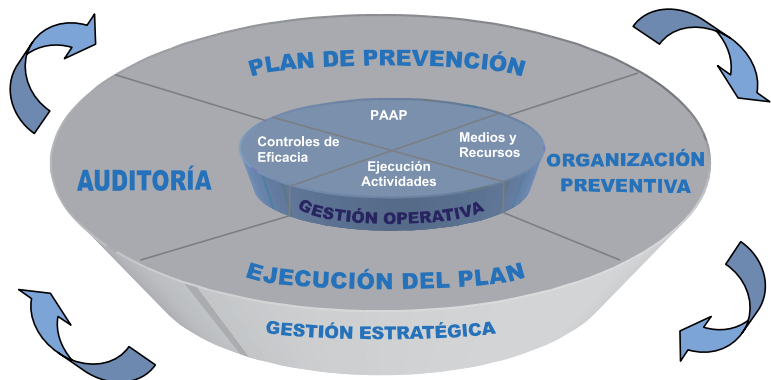 PLAN DE PREVENCIÓN
PAAP
Controles de
Eficacia
Medios y
Recursos
Ejecución
Actividades
AUDITORÍA
ORGANIZACIÓN
PREVENTIVA
GESTIÓN OPERATIVA
EJECUCIÓN DEL PLAN
GESTIÓN ESTRATÉGICA